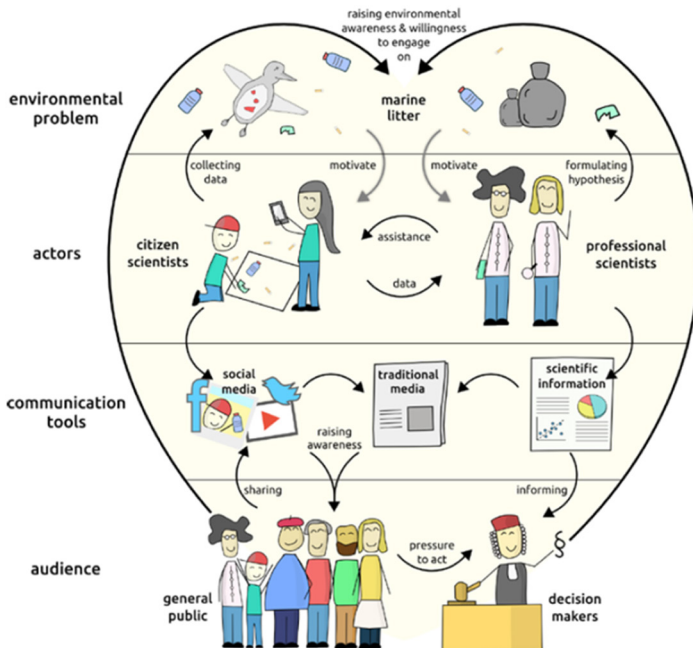 raising environmental
awareness & willingness
to engage
on
environmental
problem
marine
litter
collecting
data
motivate
motivate
formulating
hypothesis
actors
citizen
scientists
assistance
data
professional
scientists
communication
tools
social
media
traditional
media
scientific
information
f
raising
awareness
sharing
informing
audience
general
public
pressure
to act
decision
makers
§